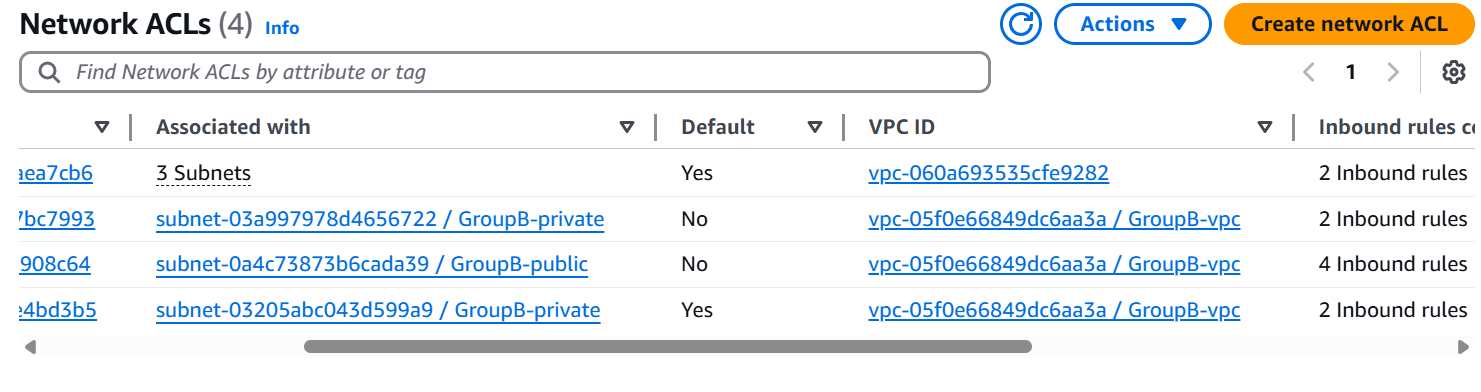 Network ACLs (4) Info Actions Create network ACL
Find Network ACLs by attribute or tag 1
Associated with Default VPC ID Inbound rules
aea7cb6 3 Subnets Yes vpc-060a693535cfe9282 2 Inbound rules
7bc7993 subnet-03a997978d4656722 / GroupB-private No vpc-05f0e66849dc6aa3a / GroupB-vpc 2 Inbound rules
908c64 subnet-0a4c73873b6cada39 / GroupB-public No vpc-05f0e66849dc6aa3a / GroupB-vpc 4 Inbound rules
e4bd3b5 subnet-03205abc043d599a9 / GroupB-private Yes vpc-05f0e66849dc6aa3a / GroupB-vpc 2 Inbound rules